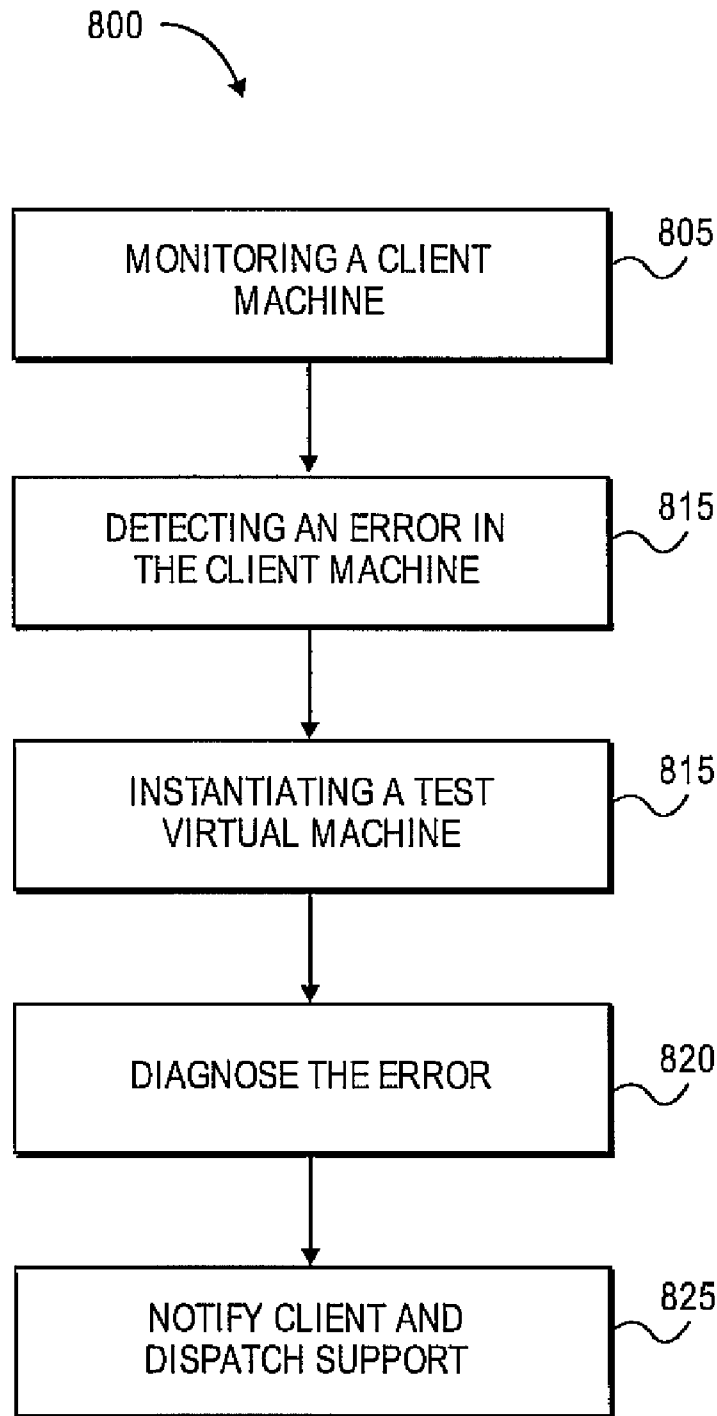 800
MONITORING A CLIENT
MACHINE
805
DETECTING AN ERROR IN
THE CLIENT MACHINE
815
INSTANTIATING A TEST
VIRTUAL MACHINE
815
DIAGNOSE THE ERROR
820
NOTIFY CLIENT AND
DISPATCH SUPPORT
825